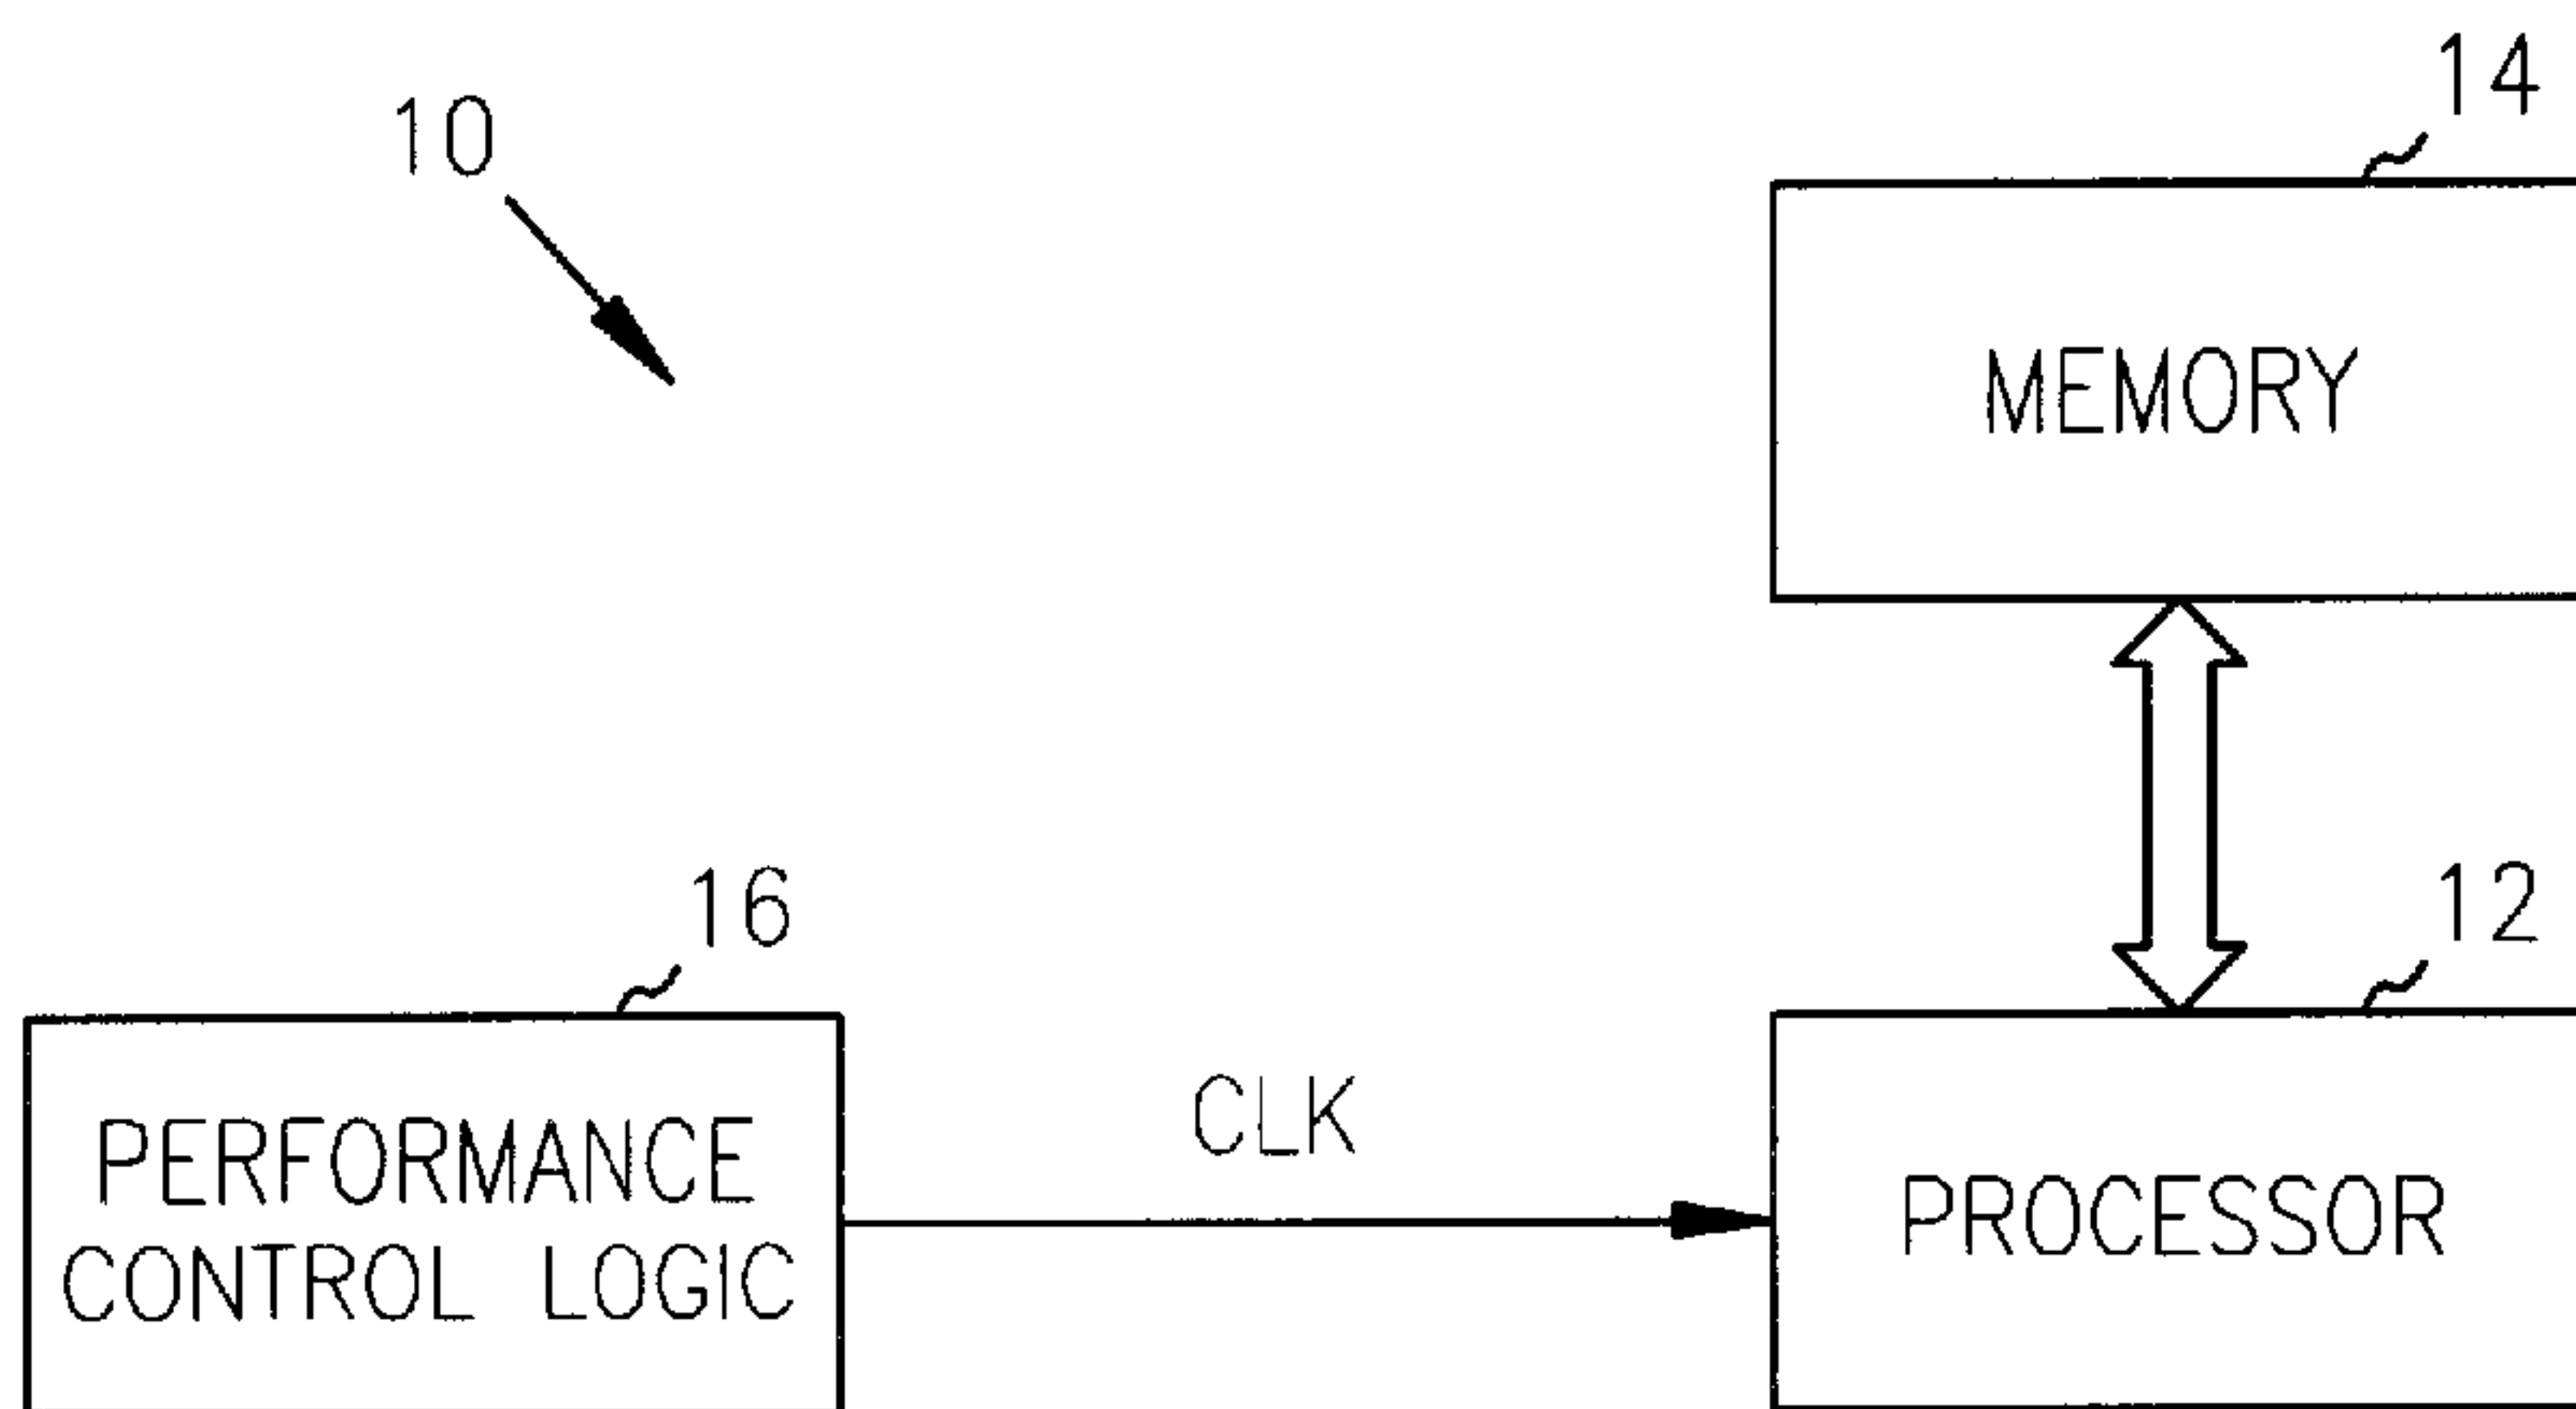 10
14
MEMORY
16
12
CLK
PERFORMANCE
CONTROL LOGIC
PROCESSOR